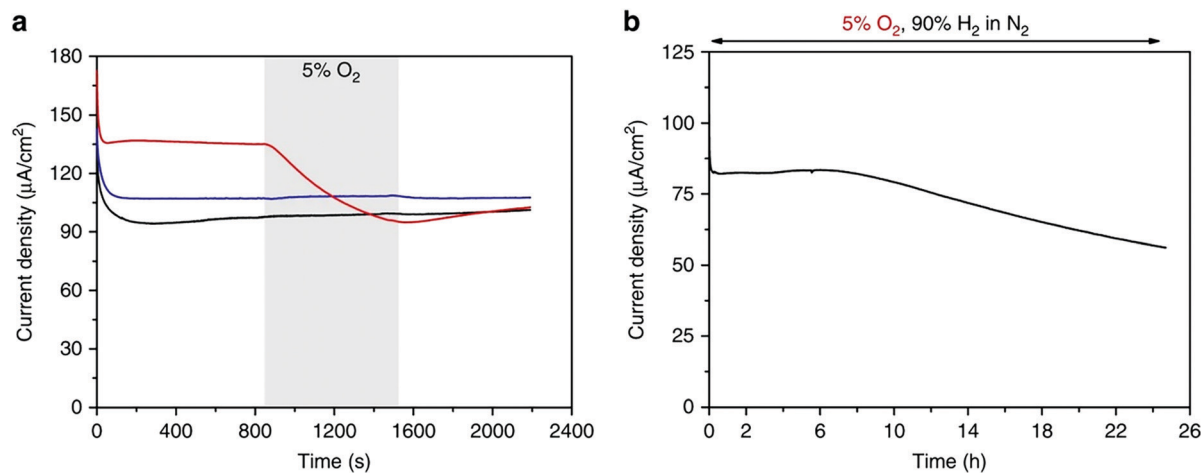 a
5% O₂
180
150
120
90
60
30
0
Current density (μA/cm²)
0 400 800 1200 1600 2000 2400
Time (s)
b
5% O₂, 90% H₂ in N₂
125
100
75
50
25
0
Current density (μA/cm²)
0 2 6 10 14 18 22 26
Time (h)